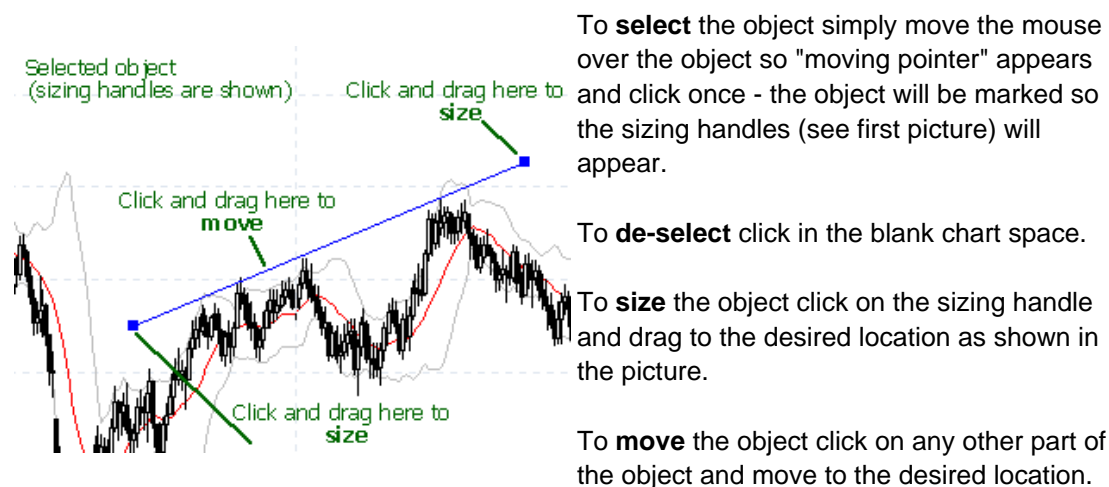 Selected object
(sizing handles are shown)
Click and drag here to
size
Click and drag here to
move
Click and drag here to
size
To select the object simply move the mouse
over the object so "moving pointer" appears
and click once - the object will be marked so
the sizing handles (see first picture) will
appear.
To de-select click in the blank chart space.
To size the object click on the sizing handle
and drag to the desired location as shown in
the picture.
To move the object click on any other part of
the object and move to the desired location.